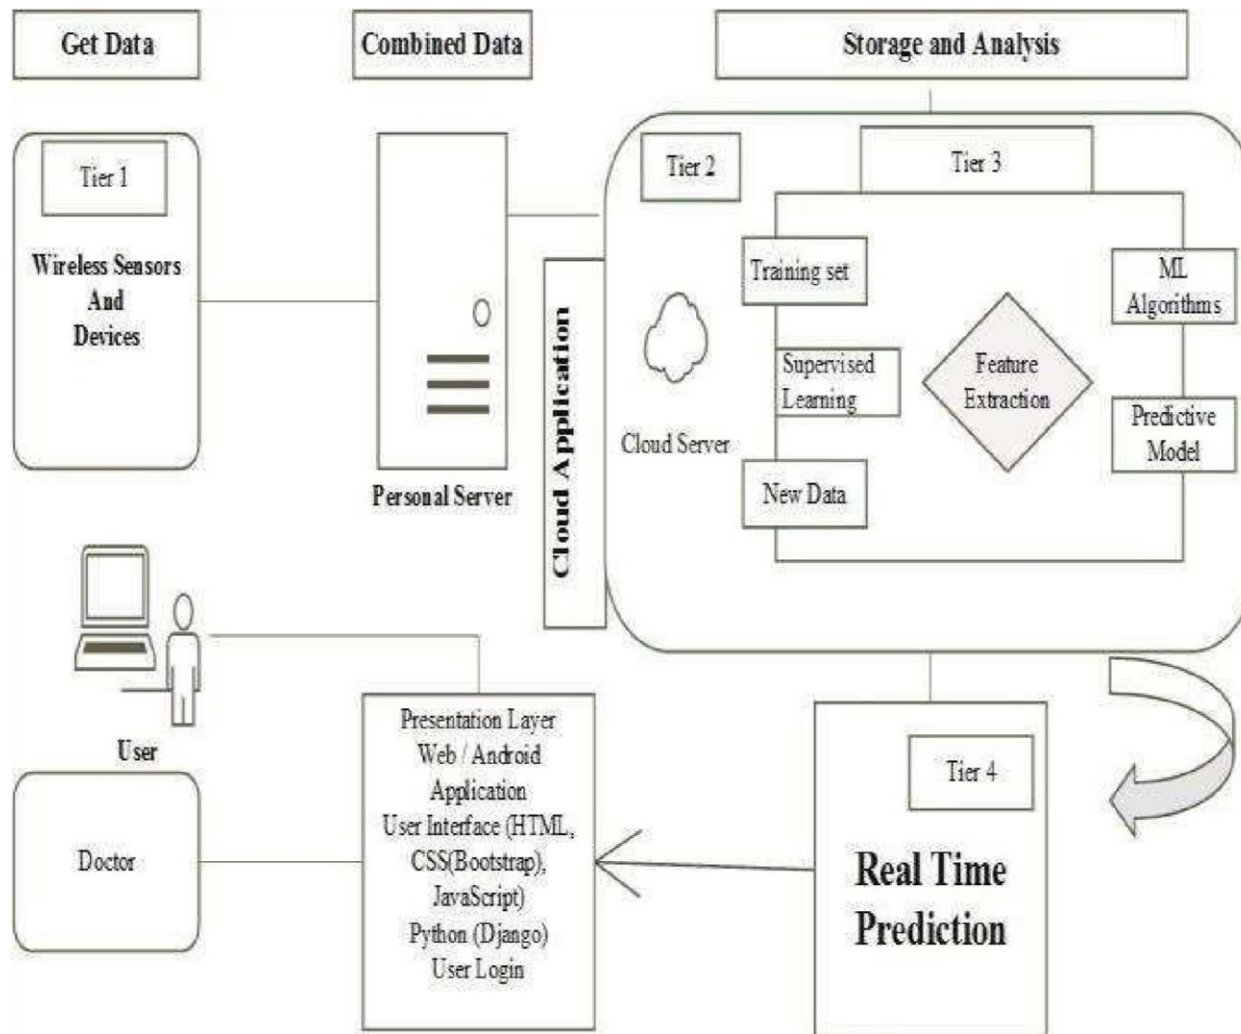 Get Data
Combined Data
Storage and Analysis
Tier 1
Wireless Sensors
And
Devices
Personal Server
Cloud Application
Tier 2
Cloud Server
Tier 3
Training set
Supervised
Learning
New Data
Feature
Extraction
ML
Algorithms
Predictive
Model
User
Doctor
Presentation Layer
Web / Android
Application
User Interface (HTML,
CSS(Bootstrap),
JavaScript)
Python (Django)
User Login
Tier 4
Real Time
Prediction